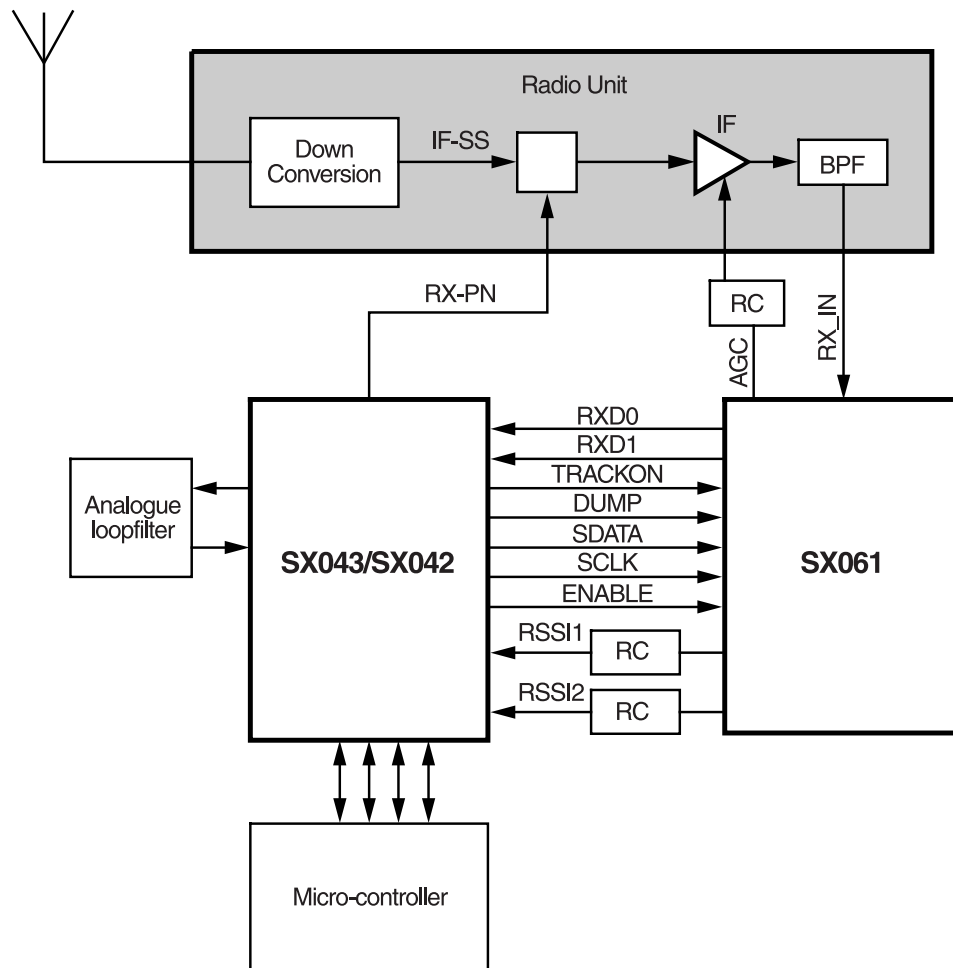 Radio Unit
Down
Conversion
IF-SS
IF
BPF
RX-PN
RC
AGC
RX_IN
RXD0
RXD1
TRACKON
DUMP
SDATA
SCLK
ENABLE
RSSI1
RC
RSSI2
RC
Analogue
loopfilter
SX043/SX042
SX061
Micro-controller